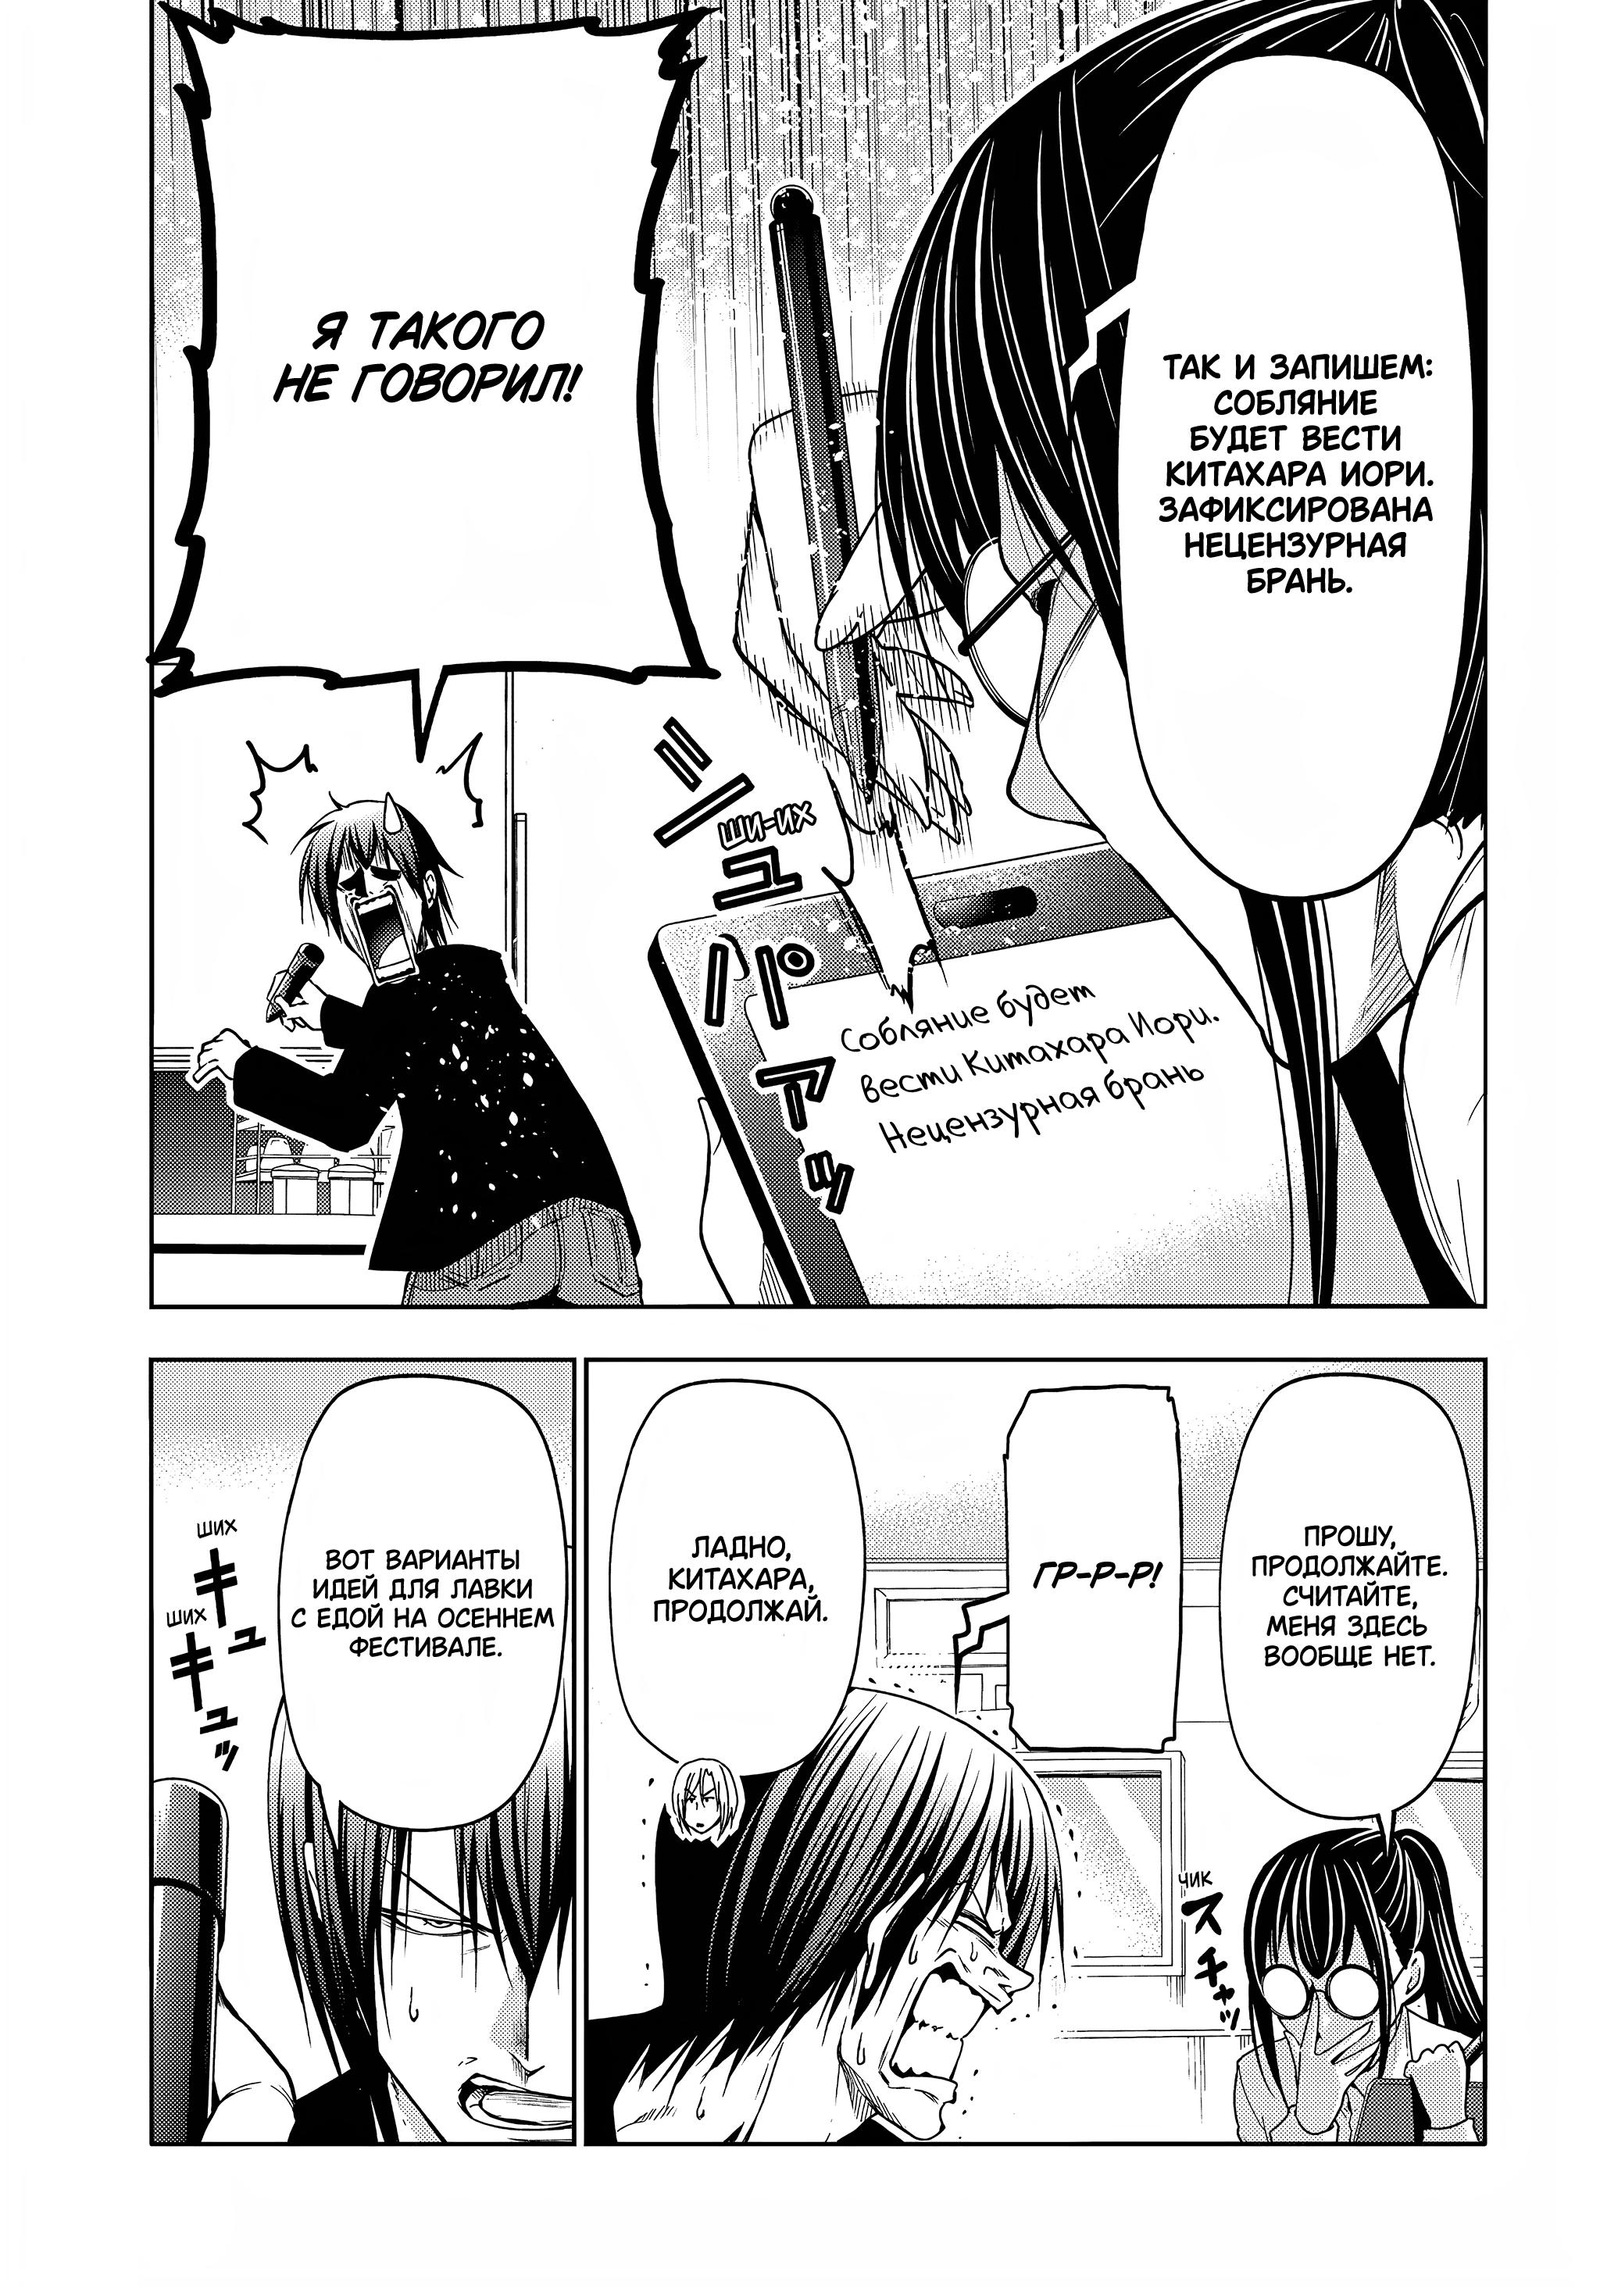 ТАК И ЗАПИШЕМ:
СОБЛЯНИЕ
БУДЕТ ВЕСТИ
КИТАХАРА ИОРИ.
ЗАФИКСИРОВАНА
НЕЦЕНЗУРНАЯ
БРАНЬ.
Я ТАКОГО
НЕ ГОВОРИЛ!
ШИ-ИХ
シュパアッ
Собляние будет
вести Китахара Иори.
Нецензурная брань
ПРОШУ,
ПРОДОЛЖАЙТЕ.
СЧИТАЙТЕ,
МЕНЯ ЗДЕСЬ
ВООБЩЕ НЕТ.
ЧИК
スチャッ
ГР-Р-Р!
ЛАДНО,
КИТАХАРА,
ПРОДОЛЖАЙ.
ВОТ ВАРИАНТЫ
ИДЕЙ ДЛЯ ЛАВКИ
С ЕДОЙ НА ОСЕННЕМ
ФЕСТИВАЛЕ.
ШИХ
キュ
ШИХ
キュッ